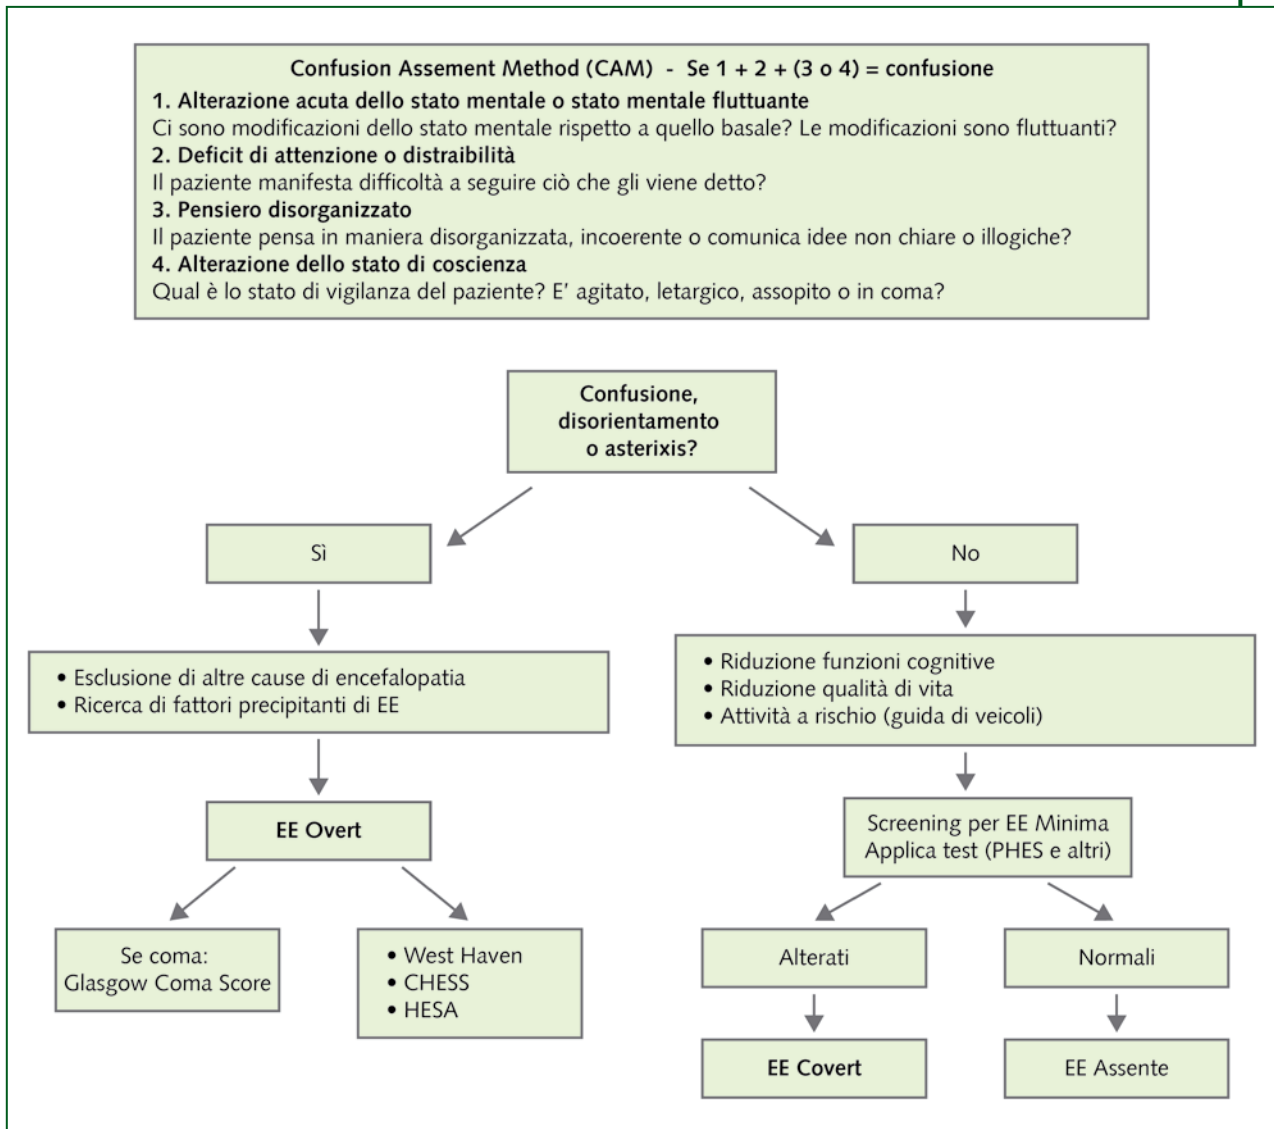 Confusion Assement Method (CAM) - Se 1 + 2 + (3 o 4) = confusione
1. Alterazione acuta dello stato mentale o stato mentale fluttuante
Ci sono modificazioni dello stato mentale rispetto a quello basale? Le modificazioni sono fluttuanti?
2. Deficit di attenzione o distraibilità
Il paziente manifesta difficoltà a seguire ciò che gli viene detto?
3. Pensiero disorganizzato
Il paziente pensa in maniera disorganizzata, incoerente o comunica idee non chiare o illogiche?
4. Alterazione dello stato di coscienza
Qual è lo stato di vigilanza del paziente? E' agitato, letargico, assopito o in coma?
Confusione,
disorientamento
o asterixis?
Sì
No
• Esclusione di altre cause di encefalopatia
• Ricerca di fattori precipitanti di EE
• Riduzione funzioni cognitive
• Riduzione qualità di vita
• Attività a rischio (guida di veicoli)
EE Overt
Screening per EE Minima
Applica test (PHES e altri)
Se coma:
Glasgow Coma Score
• West Haven
• CHESS
• HESA
Alterati
Normali
EE Covert
EE Assente